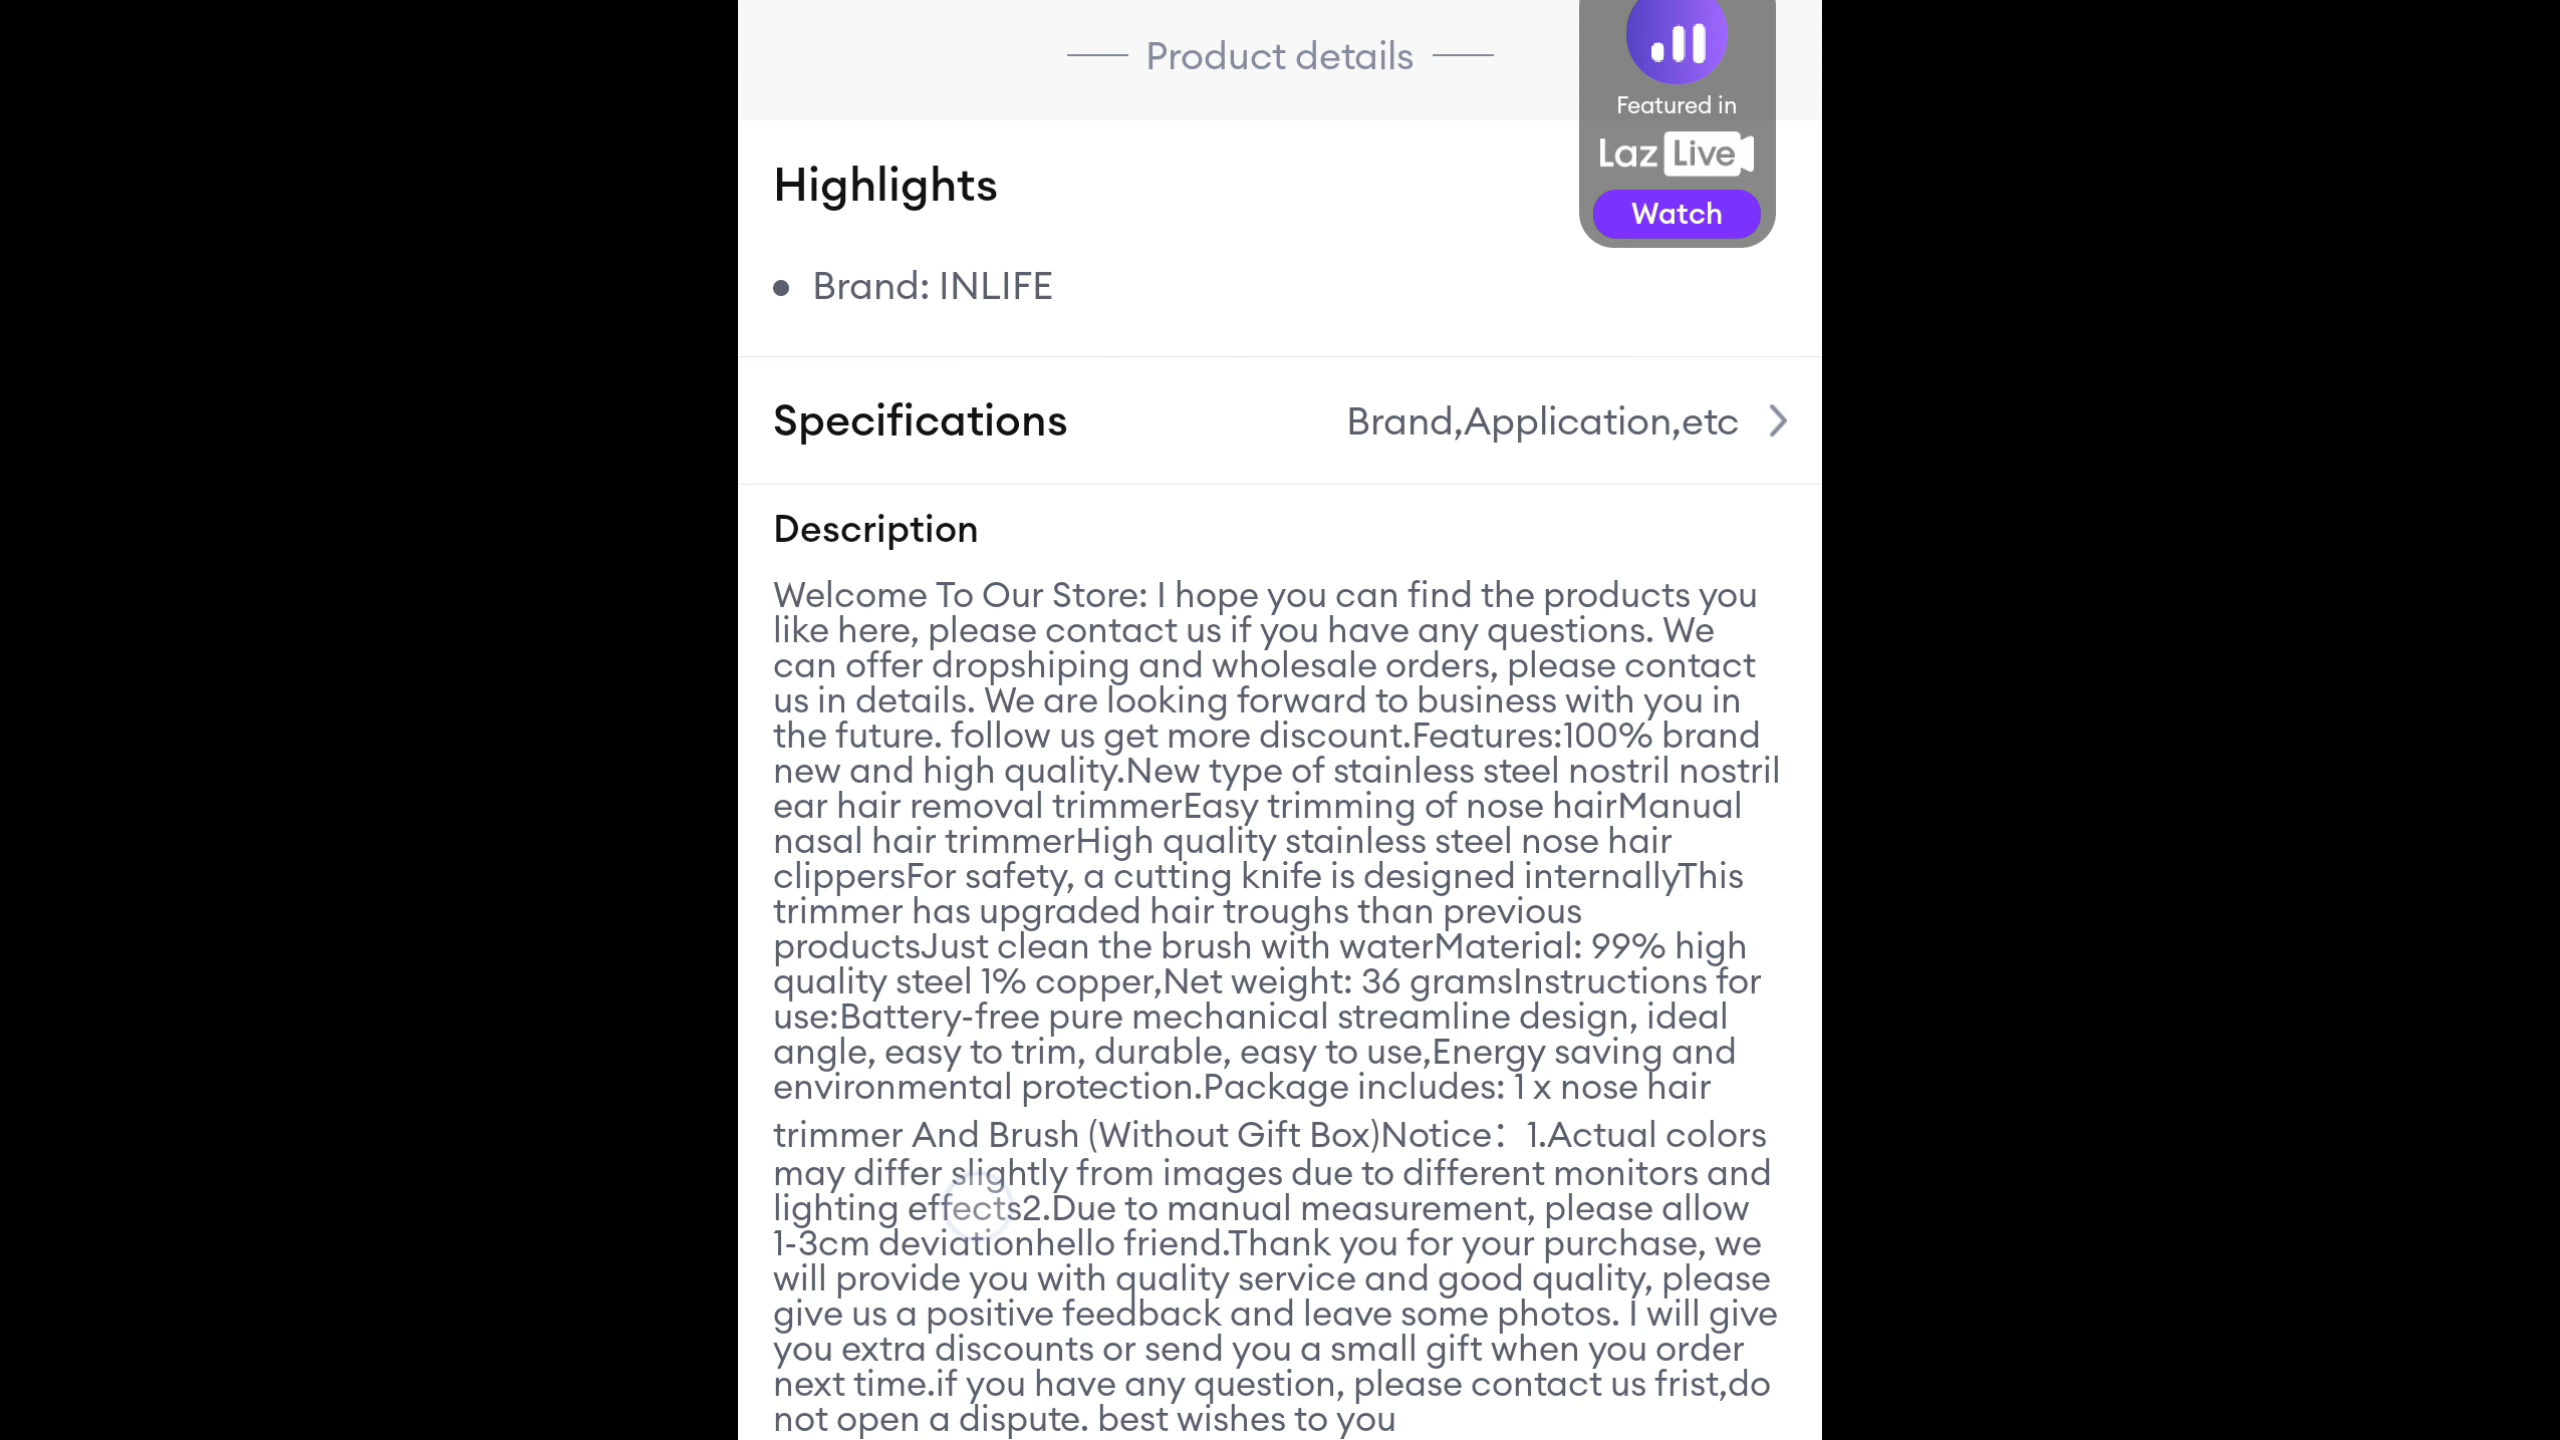 Product details
Featured in
Laz Live
Watch
Highlights
Brand: INLIFE
Specifications Brand,Application,etc
Description
Welcome To Our Store: I hope you can find the products you
like here, please contact us if you have any questions. We
can offer dropshiping and wholesale orders, please contact
us in details. We are looking forward to business with you in
the future. follow us get more discount.Features:100% brand
new and high quality.New type of stainless steel nostril nostril
ear hair removal trimmerEasy trimming of nose hairManual
nasal hair trimmerHigh quality stainless steel nose hair
clippersFor safety, a cutting knife is designed internallyThis
trimmer has upgraded hair troughs than previous
productsJust clean the brush with waterMaterial: 99% high
quality steel 1% copper,Net weight: 36 gramsInstructions for
use:Battery-free pure mechanical streamline design, ideal
angle, easy to trim, durable, easy to use,Energy saving and
environmental protection.Package includes: 1 x nose hair
trimmer And Brush (Without Gift Box)Notice：1.Actual colors
may differ slightly from images due to different monitors and
lighting effects2.Due to manual measurement, please allow
1-3cm deviationhello friend.Thank you for your purchase, we
will provide you with quality service and good quality, please
give us a positive feedback and leave some photos. I will give
you extra discounts or send you a small gift when you order
next time.if you have any question, please contact us frist,do
not open a dispute. best wishes to you